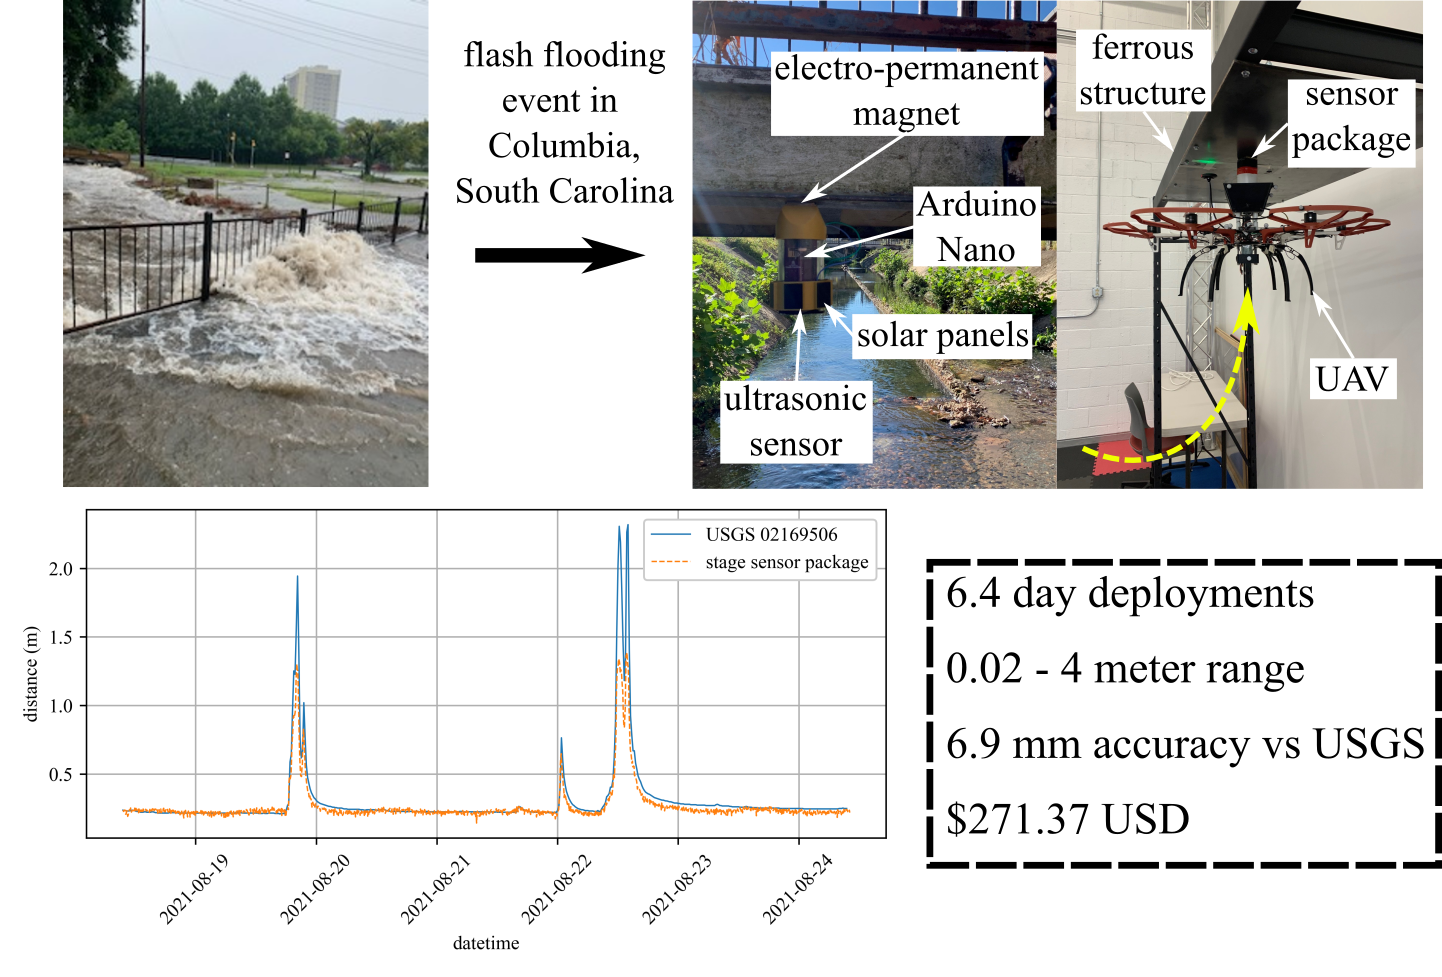 flash flooding
event in
Columbia,
South Carolina
electro-permanent
magnet
Arduino
Nano
solar panels
ultrasonic
sensor
ferrous
structure
sensor
package
UAV
USGS 02169506
stage sensor package
distance (m)
2.0
1.5
1.0
0.5
2021-08-19
2021-08-20
2021-08-21
2021-08-22
2021-08-23
2021-08-24
datetime
6.4 day deployments
0.02 - 4 meter range
6.9 mm accuracy vs USGS
$271.37 USD